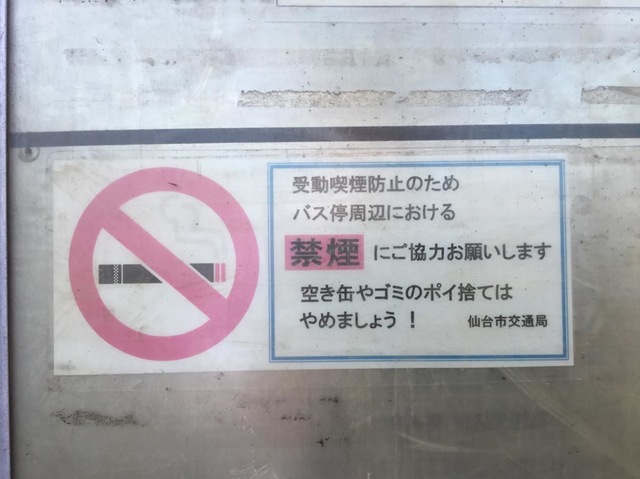 受動喫煙防止のため
バス停周辺における
禁煙にご協力お願いします
空き缶やゴミのポイ捨ては
やめましょう！ 仙台市交通局